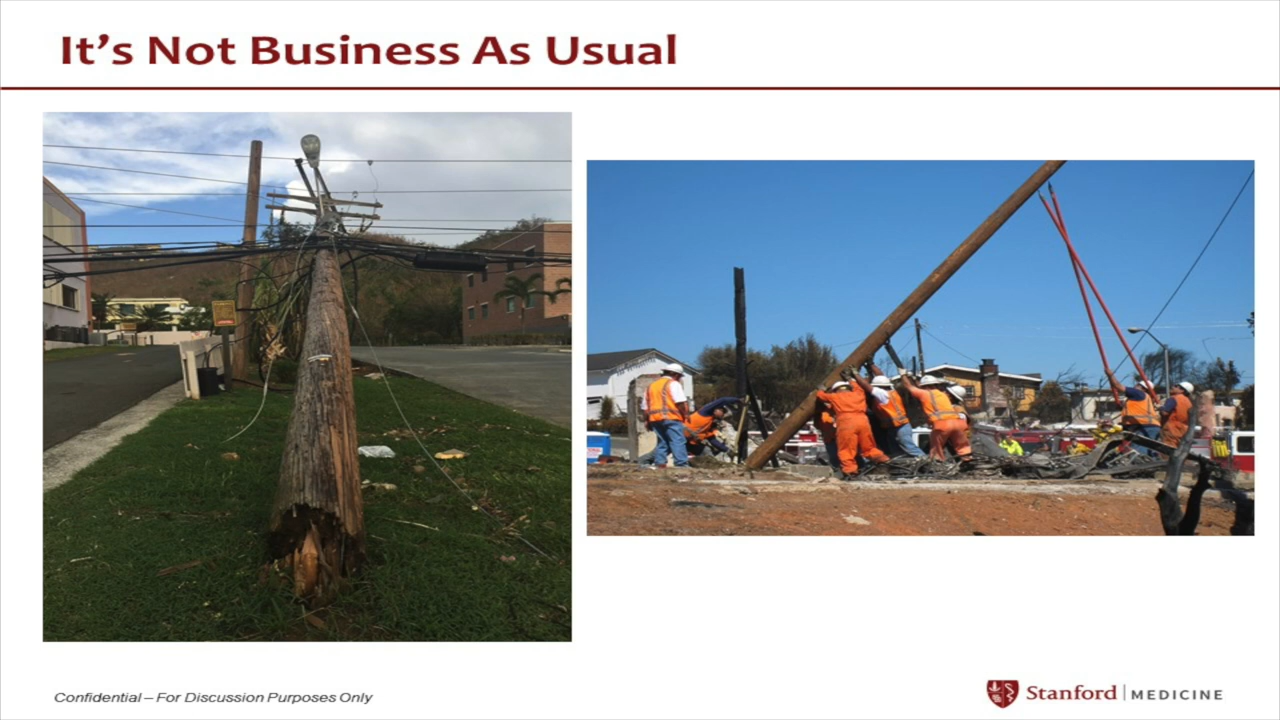 It's Not Business As Usual
Confidential – For Discussion Purposes Only
Stanford MEDICINE